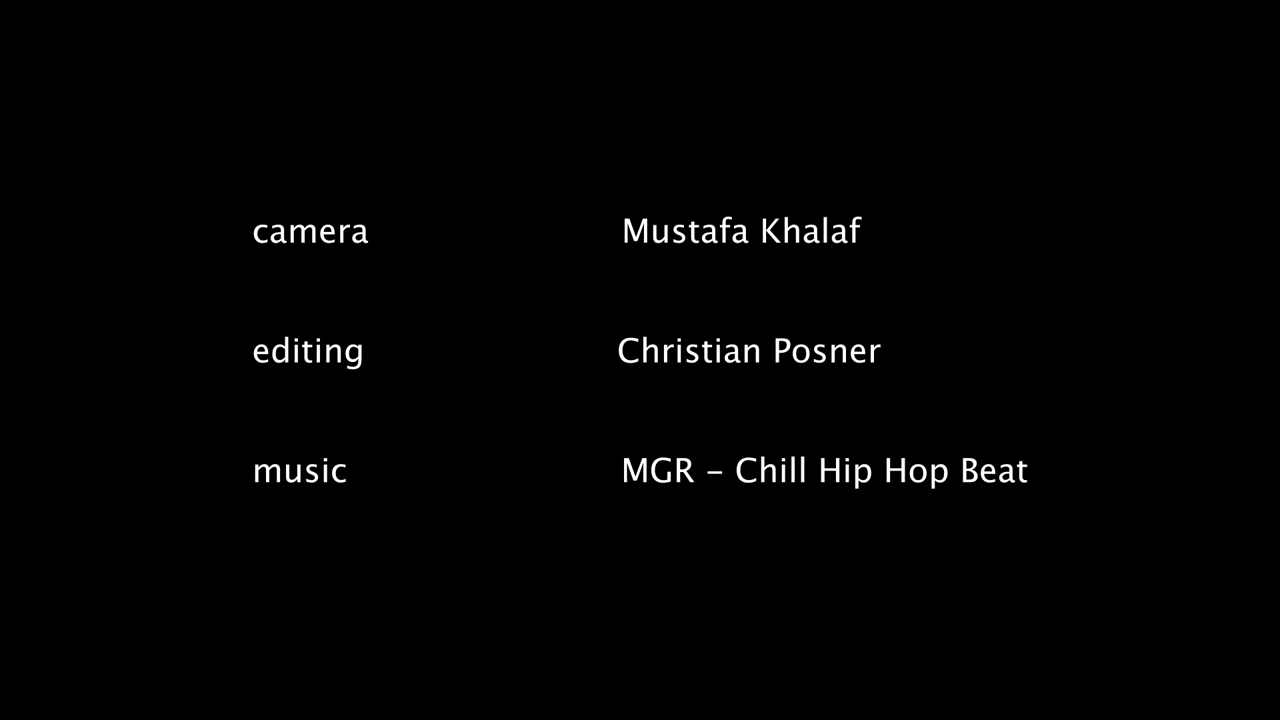 camera Mustafa Khalaf
editing Christian Posner
music MGR - Chill Hip Hop Beat